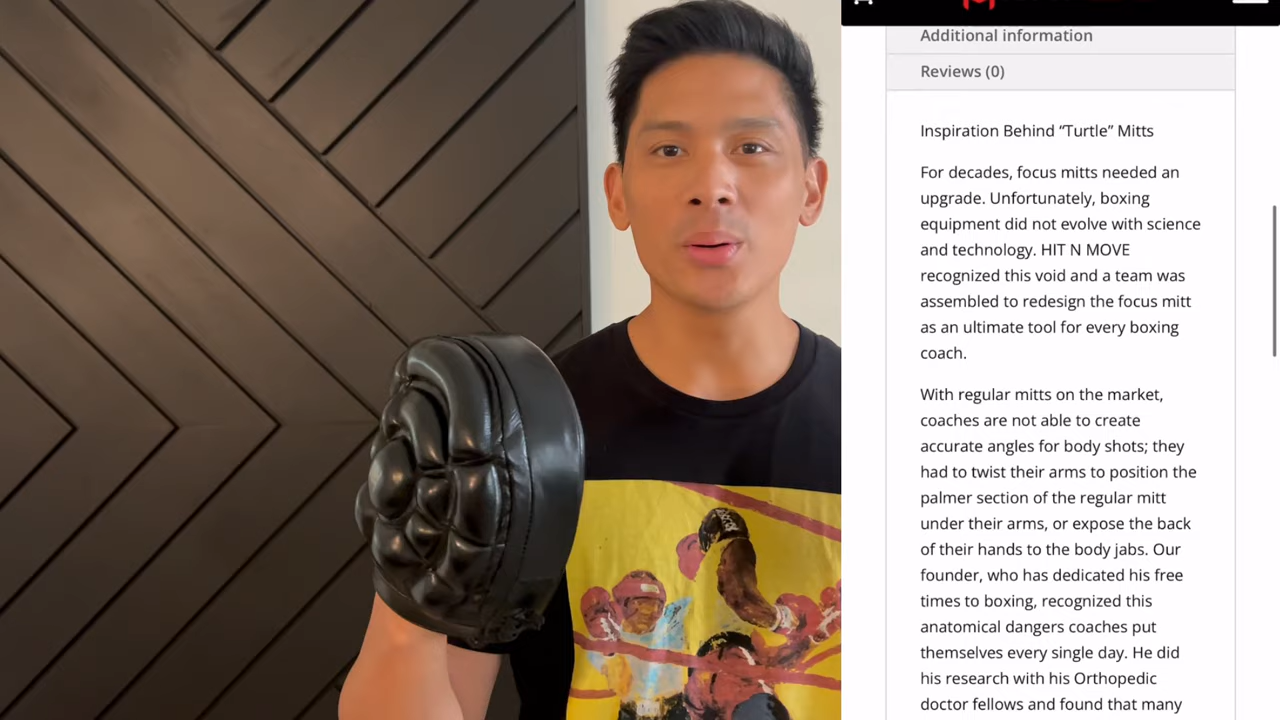 Additional information
Reviews (0)
Inspiration Behind “Turtle” Mitts
For decades, focus mitts needed an
upgrade. Unfortunately, boxing
equipment did not evolve with science
and technology. HIT N MOVE
recognized this void and a team was
assembled to redesign the focus mitt
as an ultimate tool for every boxing
coach.
With regular mitts on the market,
coaches are not able to create
accurate angles for body shots; they
had to twist their arms to position the
palmer section of the regular mitt
under their arms, or expose the back
of their hands to the body jabs. Our
founder, who has dedicated his free
times to boxing, recognized this
anatomical dangers coaches put
themselves every single day. He did
his research with his Orthopedic
doctor fellows and found that many